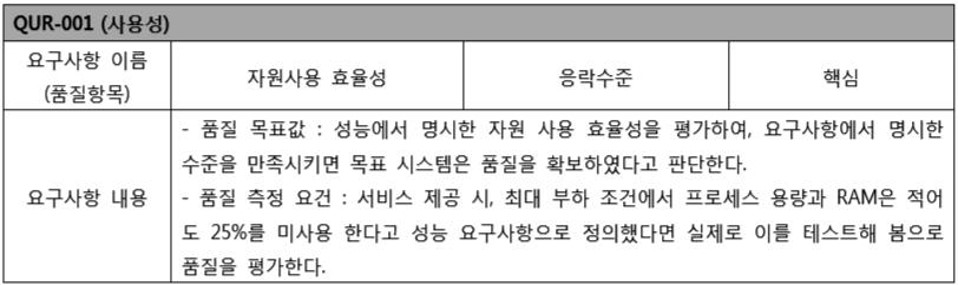 QUR-001 (사용성)
요구사항 이름
(품질항목)
자원사용 효율성
응락수준
핵심
요구사항 내용
- 품질 목표값 : 성능에서 명시한 자원 사용 효율성을 평가하여, 요구사항에서 명시한
수준을 만족시키면 목표 시스템은 품질을 확보하였다고 판단한다.
- 품질 측정 요건 : 서비스 제공 시, 최대 부하 조건에서 프로세스 용량과 RAM은 적어
도 25%를 미사용 한다고 성능 요구사항으로 정의했다면 실제로 이를 테스트해 봄으로
품질을 평가한다.